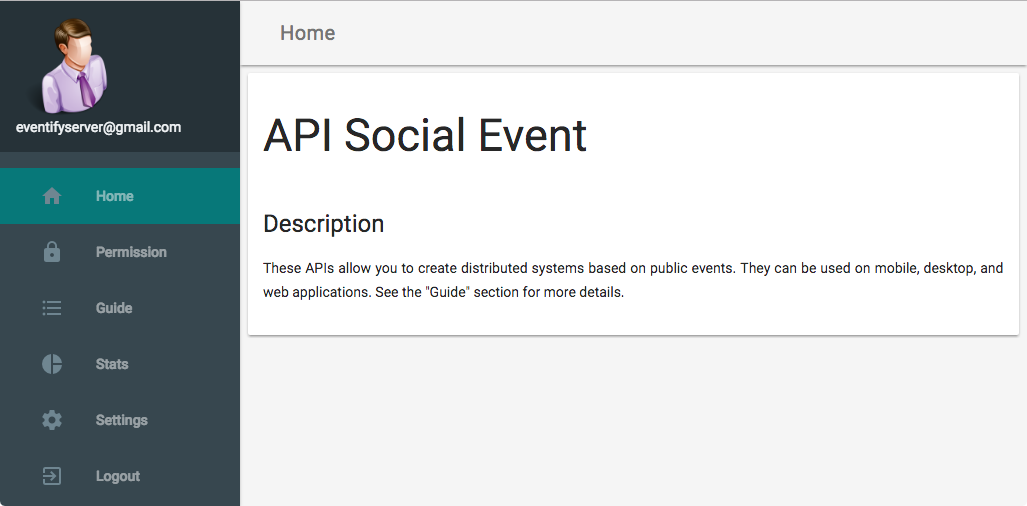 eventifyserver@gmail.com
Home
Permission
Guide
Stats
Settings
Logout
Home
API Social Event
Description
These APIs allow you to create distributed systems based on public events. They can be used on mobile, desktop, and
web applications. See the "Guide" section for more details.